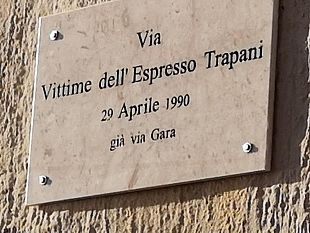 Via
Vittime dell'Espresso Trapani
29 Aprile 1990
già via Gara